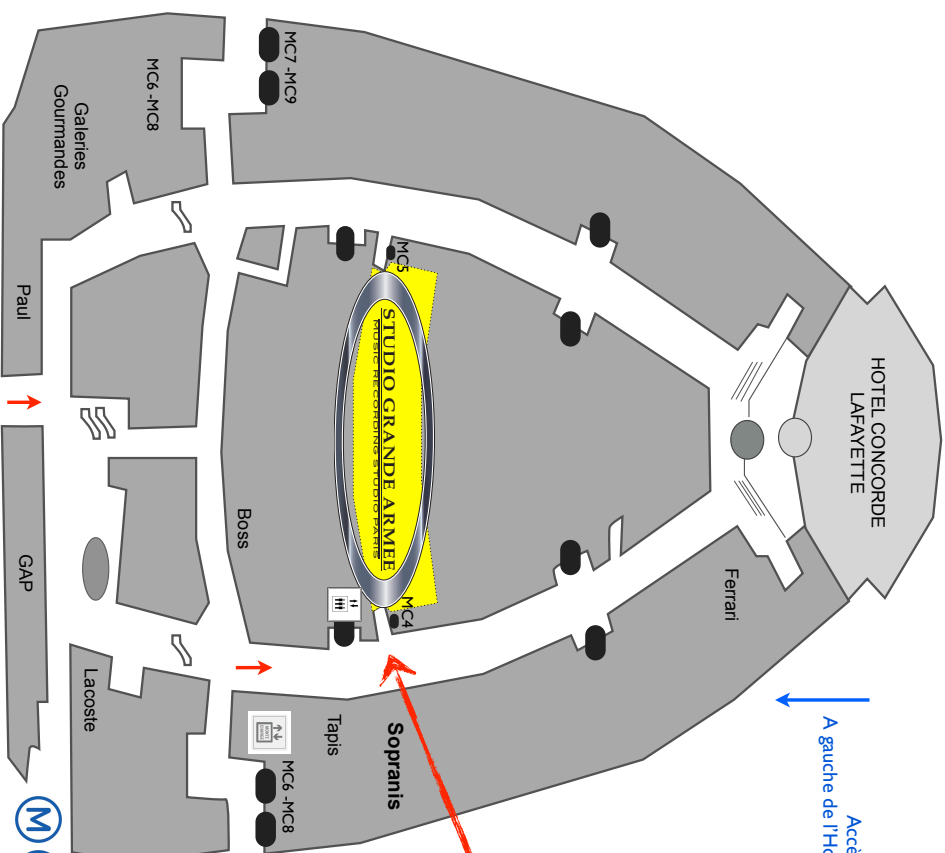 HOTEL CONCORDE
LAFAYETTE
A gauche de l'Ho
Accè
Ferrari
MC5
MC4
STUDIO GRANDE ARMEE
MUSIC RECORDING STUDIO PARIS
Sopranis
Tapis
MC7 -MC9
MC6 -MC8
Boss
MC6 -MC8
Galeries
Gourmandes
Lacoste
Paul
GAP
M